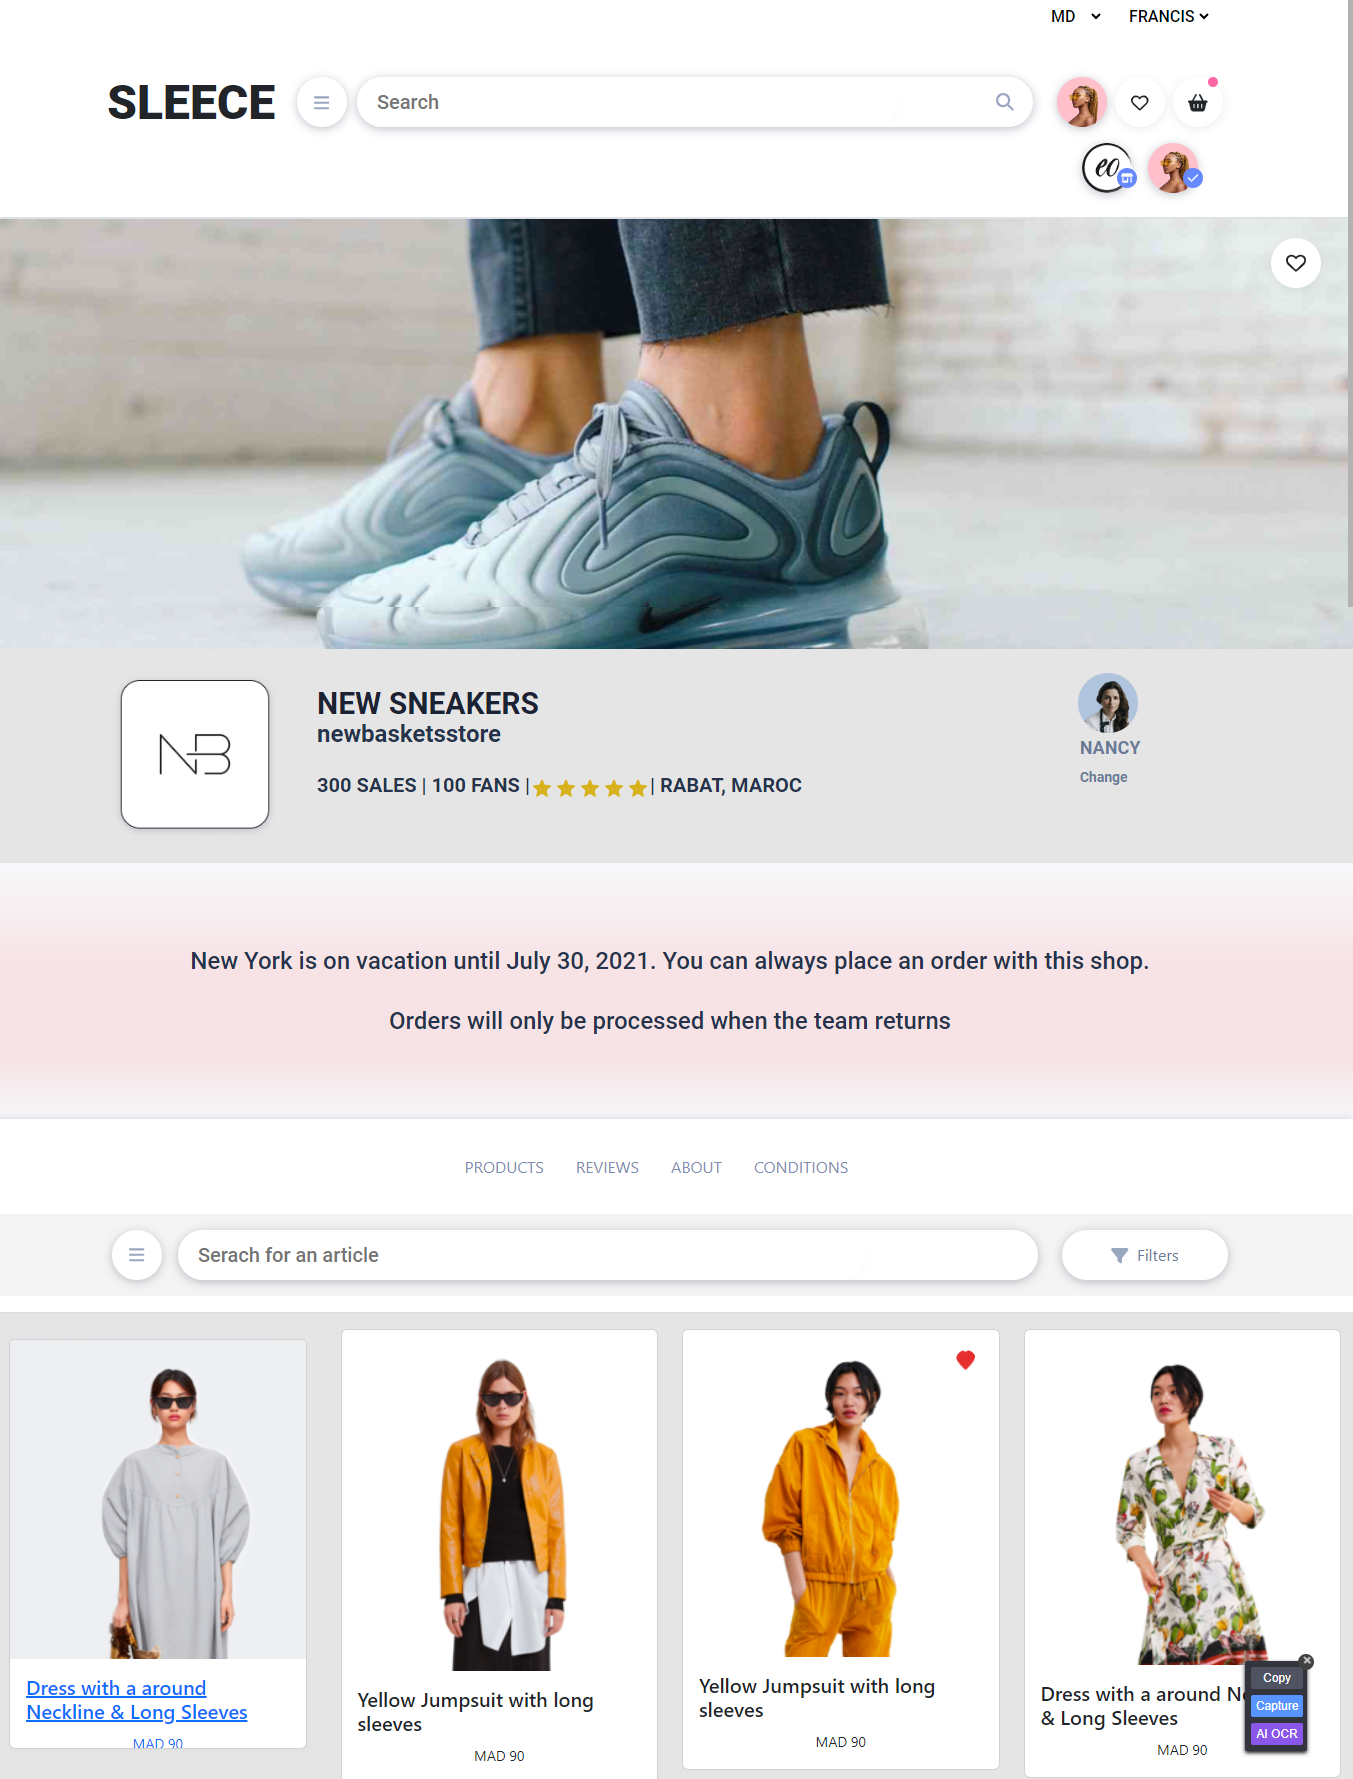 MD FRANCIS
SLEECE Search
eo
NEW SNEAKERS
newbasketsstore
NB
NANCY
Change
300 SALES | 100 FANS | | RABAT, MAROC
New York is on vacation until July 30, 2021. You can always place an order with this shop.
Orders will only be processed when the team returns
PRODUCTS REVIEWS ABOUT CONDITIONS
Serach for an article Filters
Dress with a around
Neckline & Long Sleeves
MAD 90
Yellow Jumpsuit with long
sleeves
MAD 90
Yellow Jumpsuit with long
sleeves
MAD 90
Dress with a around
& Long Sleeves
MAD 90
Copy
Capture
AI OCR